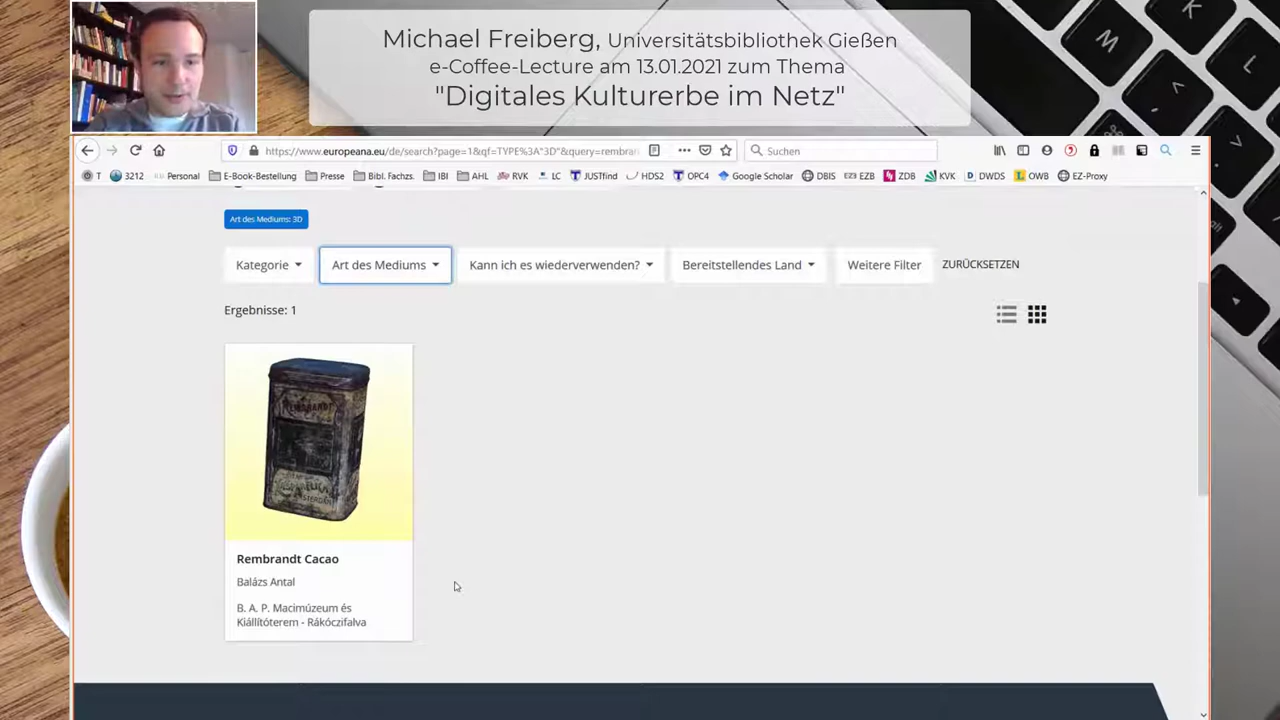 Michael Freiberg, Universitätsbibliothek Gießen
e-Coffee-Lecture am 13.01.2021 zum Thema
"Digitales Kulturerbe im Netz"
https://www.europeana.eu/de/search?page=1&qf=TYPE%3A"3D"&query=rembran
Suchen
T 3212 Personal E-Book-Bestellung Presse Bibl. Fachzs. IBI AHL RVK LC JUSTfind HDS2 OPC4 Google Scholar DBIS EZB ZDB KVK DWDS OWB EZ-Proxy
Art des Mediums: 3D
Kategorie Art des Mediums Kann ich es wiederverwenden? Bereitstellendes Land Weitere Filter ZURÜCKSETZEN
Ergebnisse: 1
REMBRANDT
Rembrandt Cacao
Balázs Antal
B. A. P. Macimúzeum és
Kiállítóterem - Rákóczifalva
K
M
L